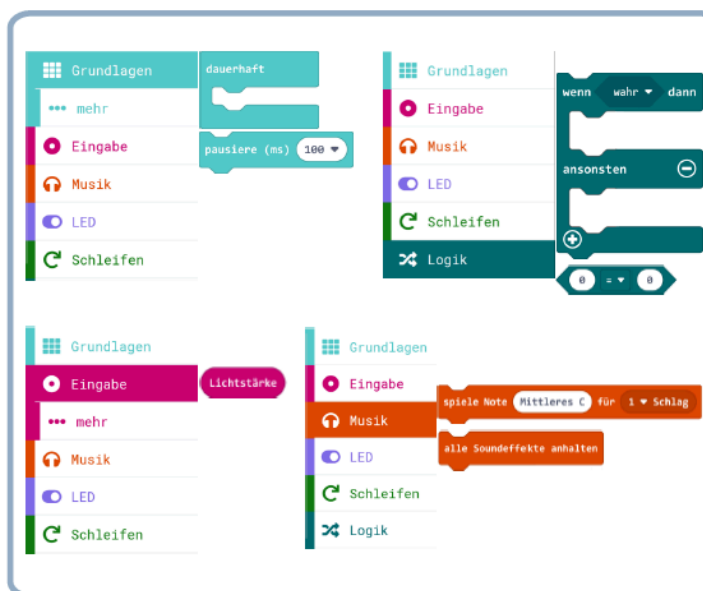 Grundlagen
mehr
Eingabe
Musik
LED
Schleifen
dauerhaft
pausiere (ms) 100
Grundlagen
Eingabe
Musik
LED
Schleifen
Logik
wenn wahr dann
ansonsten
0 = 0
Grundlagen
Eingabe
mehr
Musik
LED
Schleifen
Lichtstärke
Grundlagen
Eingabe
Musik
LED
Schleifen
Logik
spiele Note Mittleres C für 1 Schlag
alle Soundeffekte anhalten